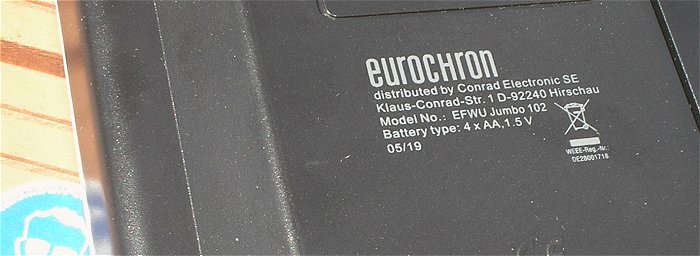 eurocHron
distributed by Conrad Electronic SE
Klaus-Conrad-Str. 1 D-92240 Hirschau
Model No.: EFWU Jumbo 102
Battery type: 4 x AA, 1.5 V
05/19
WEEE-Reg.-Nr.:
DE28001718